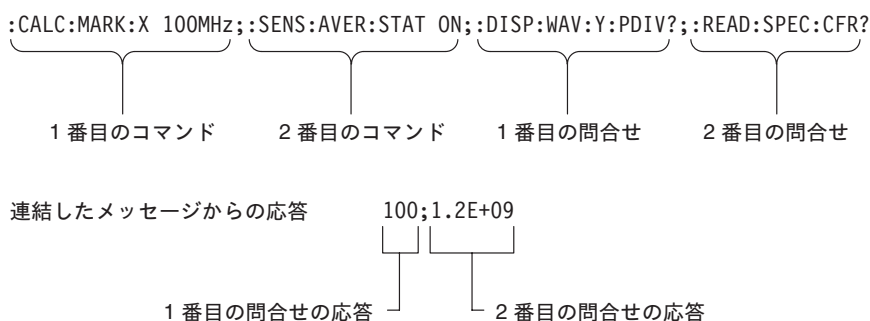 :CALC:MARK:X 100MHz;:SENS:AVER:STAT ON;:DISP:WAV:Y:PDIV?;:READ:SPEC:CFR?
1 番目のコマンド 2 番目のコマンド 1 番目の問合せ 2 番目の問合せ
連結したメッセージからの応答 100;1.2E+09
1 番目の問合せの応答 2 番目の問合せの応答